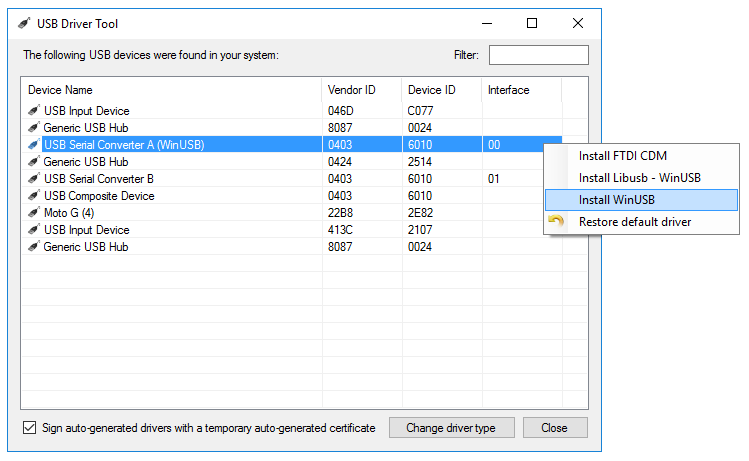 USB Driver Tool
The following USB devices were found in your system: Filter:
Device Name Vendor ID Device ID Interface
USB Input Device 046D C077
Generic USB Hub 8087 0024
USB Serial Converter A (WinUSB) 0403 6010 00
Generic USB Hub 0424 2514
USB Serial Converter B 0403 6010 01
USB Composite Device 0403 6010
Moto G (4) 22B8 2E82
USB Input Device 413C 2107
Generic USB Hub 8087 0024
Install FTDI CDM
Install Libusb - WinUSB
Install WinUSB
Restore default driver
Sign auto-generated drivers with a temporary auto-generated certificate Change driver type Close